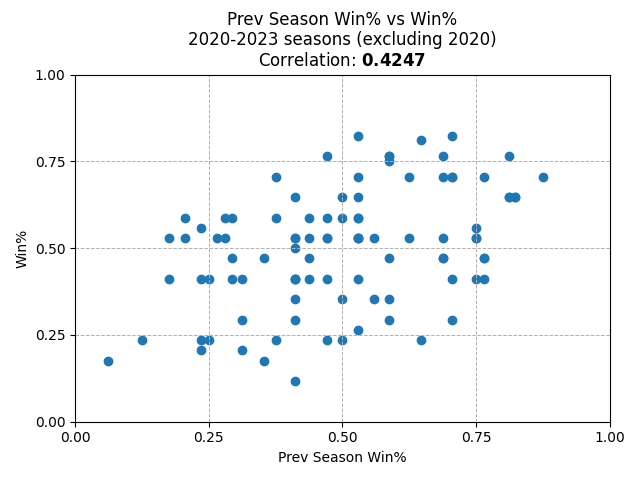 Prev Season Win% vs Win%
2020-2023 seasons (excluding 2020)
Correlation: 0.4247
1.00
0.75
0.50
0.25
0.00
Win%
0.00 0.25 0.50 0.75 1.00
Prev Season Win%